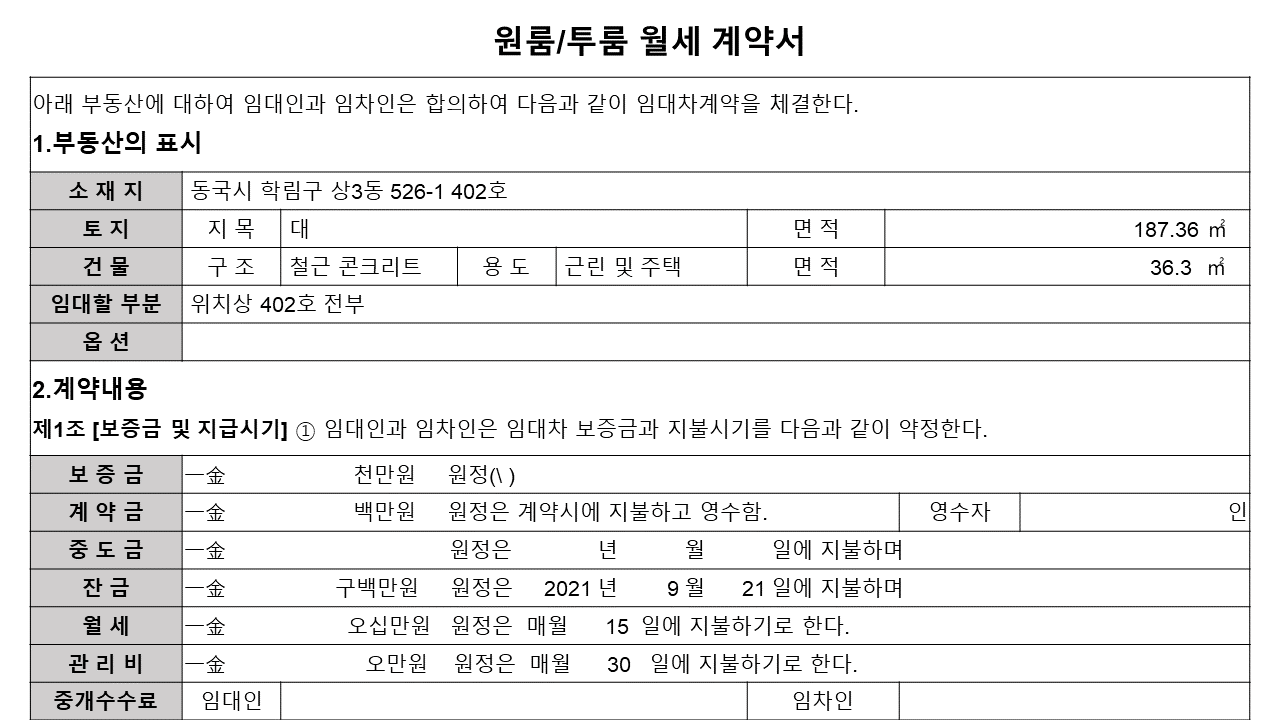 원룸/투룸 월세 계약서
아래 부동산에 대하여 임대인과 임차인은 합의하여 다음과 같이 임대차계약을 체결한다.
1.부동산의 표시
소 재 지 동국시 학림구 상3동 526-1 402호
토 지 지 목 대 면 적 187.36 ㎡
건 물 구 조 철근 콘크리트 용 도 근린 및 주택 면 적 36.3 ㎡
임대할 부분 위치상 402호 전부
옵 션
2.계약내용
제1조 [보증금 및 지급시기] ① 임대인과 임차인은 임대차 보증금과 지불시기를 다음과 같이 약정한다.
보 증 금 一金 천만원 원정(\ )
계 약 금 一金 백만원 원정은 계약시에 지불하고 영수함. 영수자 인
중 도 금 一金 원정은 년 월 일에 지불하며
잔 금 一金 구백만원 원정은 2021 년 9 월 21 일에 지불하며
월 세 一金 오십만원 원정은 매월 15 일에 지불하기로 한다.
관 리 비 一金 오만원 원정은 매월 30 일에 지불하기로 한다.
중개수수료 임대인 임차인